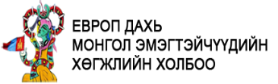 ЕВРОП ДАХЬ
МОНГОЛ ЭМЭГТЭЙЧҮҮДИЙН
ХӨГЖЛИЙН ХОЛБОО